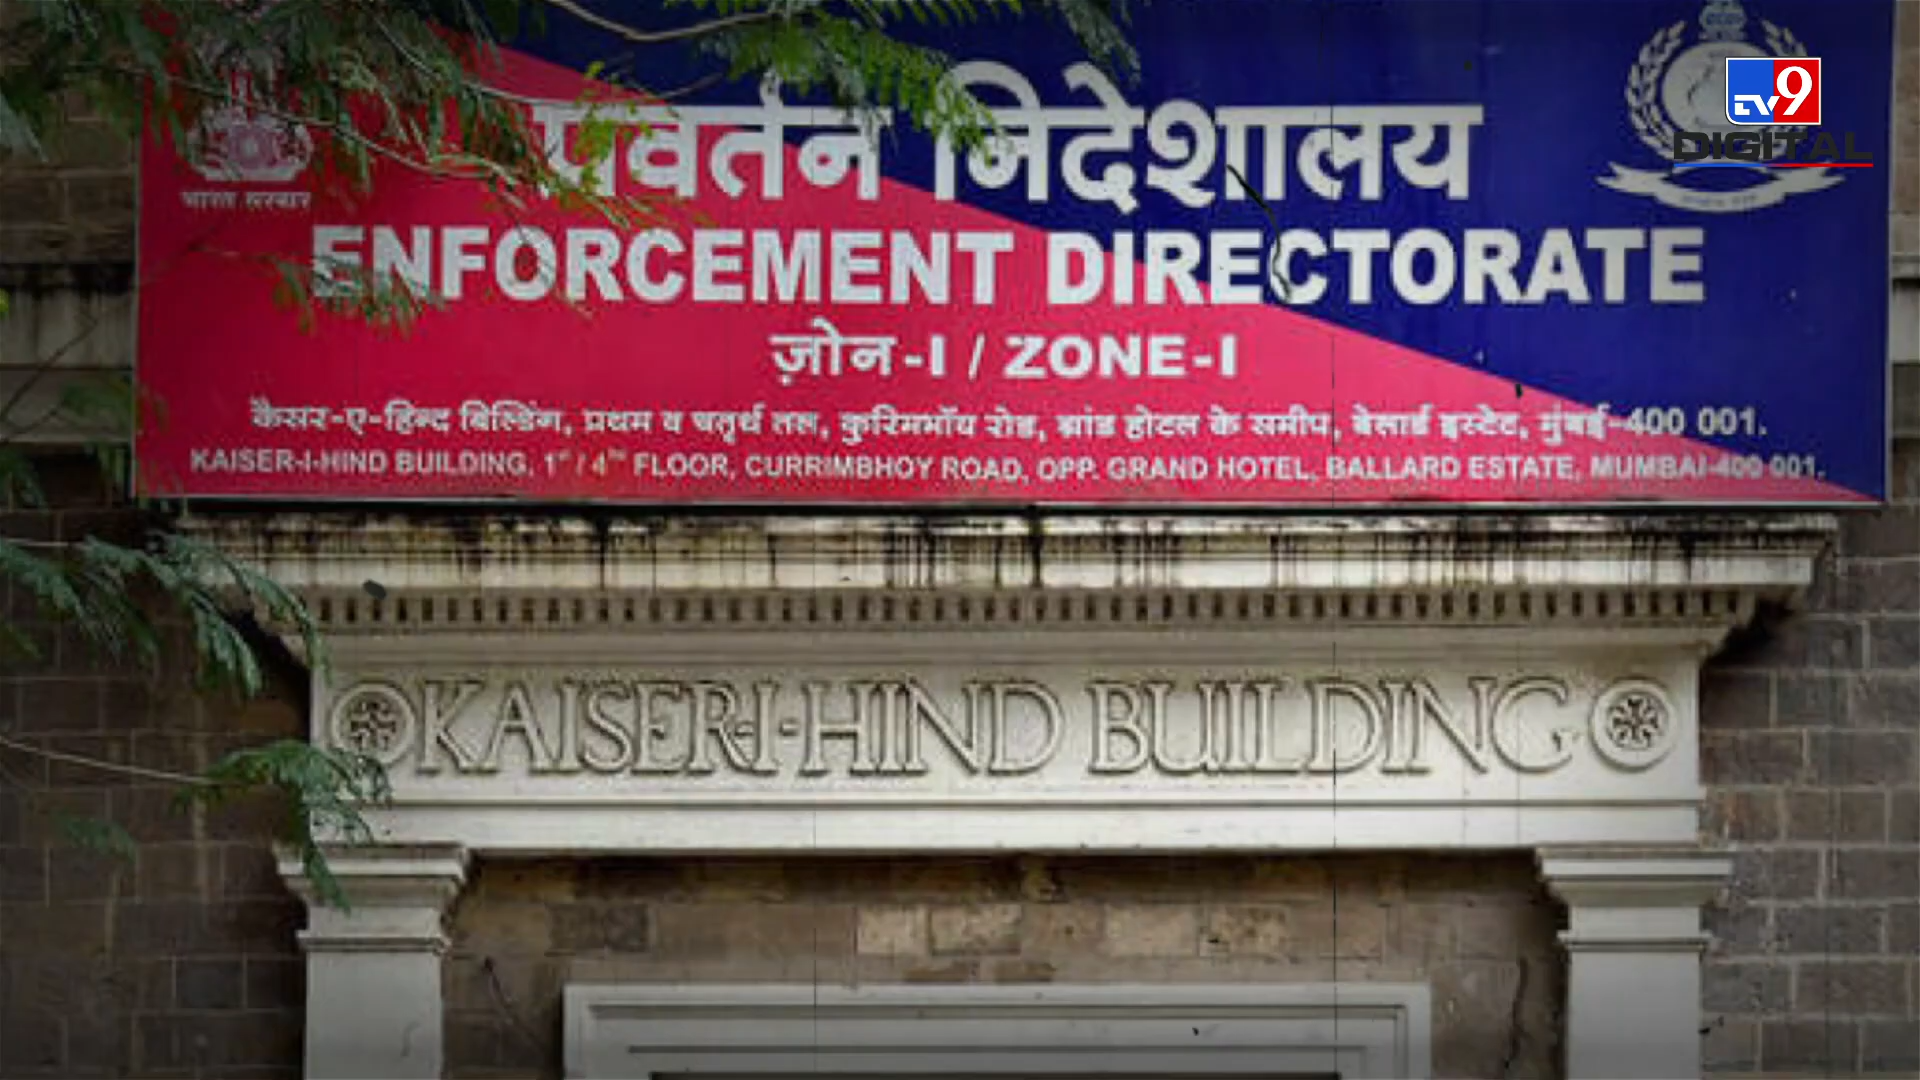 TV9
DIGITAL
भारत सरकार
प्रवर्तन निदेशालय
ENFORCEMENT DIRECTORATE
ज़ोन-I / ZONE-I
कैसर-ए-हिन्द बिल्डिंग, प्रथम व चतुर्थ तल, कुरिमभॉय रोड, ग्रांड होटल के समीप, बेलार्ड इस्टेट, मुंबई-400 001.
KAISER-I-HIND BUILDING, 1st / 4TH FLOOR, CURRIMBHOY ROAD, OPP. GRAND HOTEL, BALLARD ESTATE, MUMBAI-400 001.
KAISER-I-HIND BUILDING